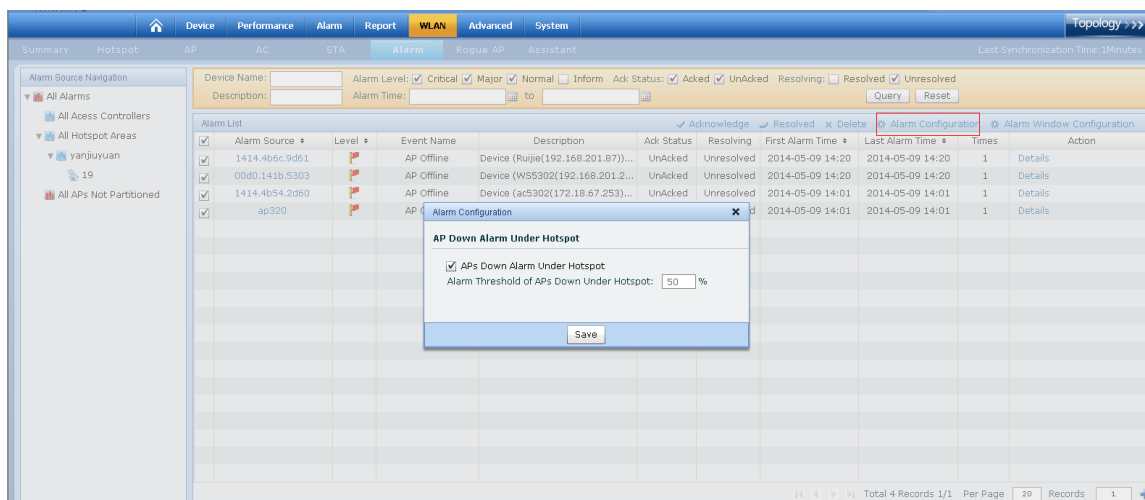 Device Performance Alarm Report WLAN Advanced System Topology >>>
Summary Hotspot AP AC STA Alarm Rogue AP Assistant Last Synchronization Time:1Minutes
Alarm Source Navigation
All Alarms
All Acess Controllers
All Hotspot Areas
yanjiuyuan
19
All APs Not Partitioned
Device Name: Alarm Level: Critical Major Normal Inform Ack Status: Acked UnAcked Resolving: Resolved Unresolved
Description: Alarm Time: to Query Reset
Alarm List Acknowledge Resolved Delete Alarm Configuration Alarm Window Configuration
Alarm Source Level Event Name Description Ack Status Resolving First Alarm Time Last Alarm Time Times Action
1414.4b6c.9d61 AP Offline Device (Ruijie(192.168.201.87))... UnAcked Unresolved 2014-05-09 14:20 2014-05-09 14:20 1 Details
00d0.141b.5303 AP Offline Device (WS5302(192.168.201.2... UnAcked Unresolved 2014-05-09 14:20 2014-05-09 14:20 1 Details
1414.4b54.2d60 AP Offline Device (ac5302(172.18.67.253)... UnAcked Unresolved 2014-05-09 14:01 2014-05-09 14:01 1 Details
ap320 AP d 2014-05-09 14:01 2014-05-09 14:01 1 Details
Alarm Configuration x
AP Down Alarm Under Hotspot
APs Down Alarm Under Hotspot
Alarm Threshold of APs Down Under Hotspot: 50 %
Save
Total 4 Records 1/1 Per Page 20 Records 1